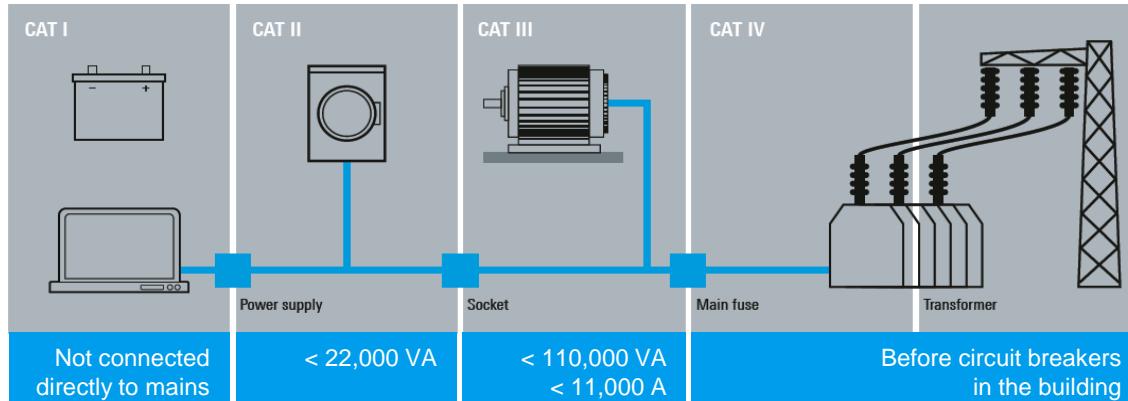 CAT I
CAT II
CAT III
CAT IV
- +
Power supply
Socket
Main fuse
Transformer
Not connected
directly to mains
< 22,000 VA
< 110,000 VA
< 11,000 A
Before circuit breakers
in the building